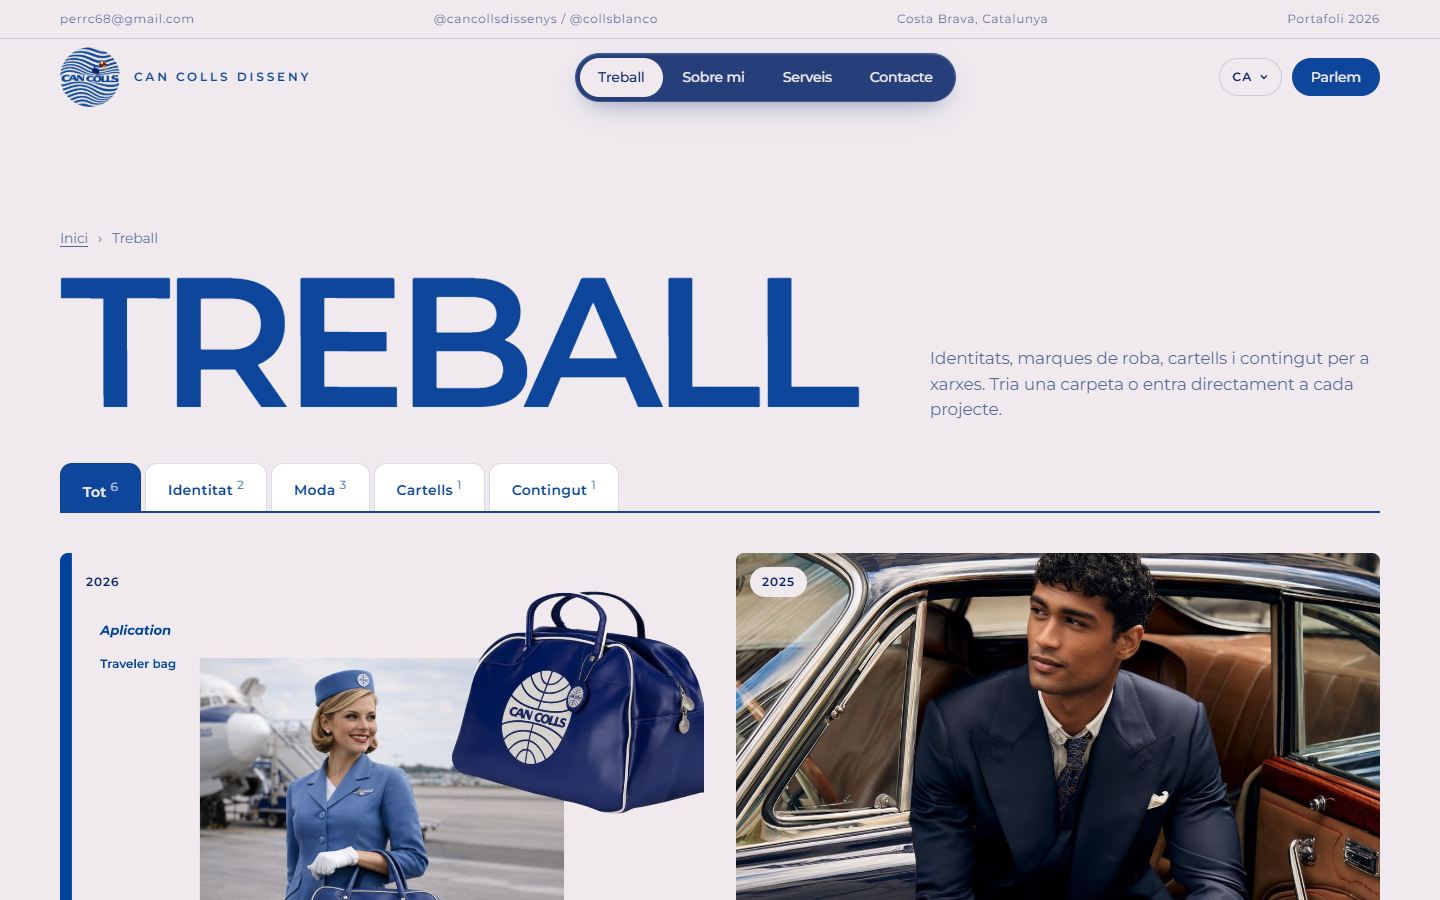 perrc68@gmail.com
@cancollsdissenys / @collsblanco
Costa Brava, Catalunya
Portafoli 2026
CAN COLLS
CAN COLLS DISSENY
Treball
Sobre mi
Serveis
Contacte
CA
Parlem
Inici › Treball
TREBALL
Identitats, marques de roba, cartells i contingut per a
xarxes. Tria una carpeta o entra directament a cada
projecte.
Tot 6
Identitat 2
Moda 3
Cartells 1
Contingut 1
2026
Aplication
Traveler bag
CAN COLLS
2025